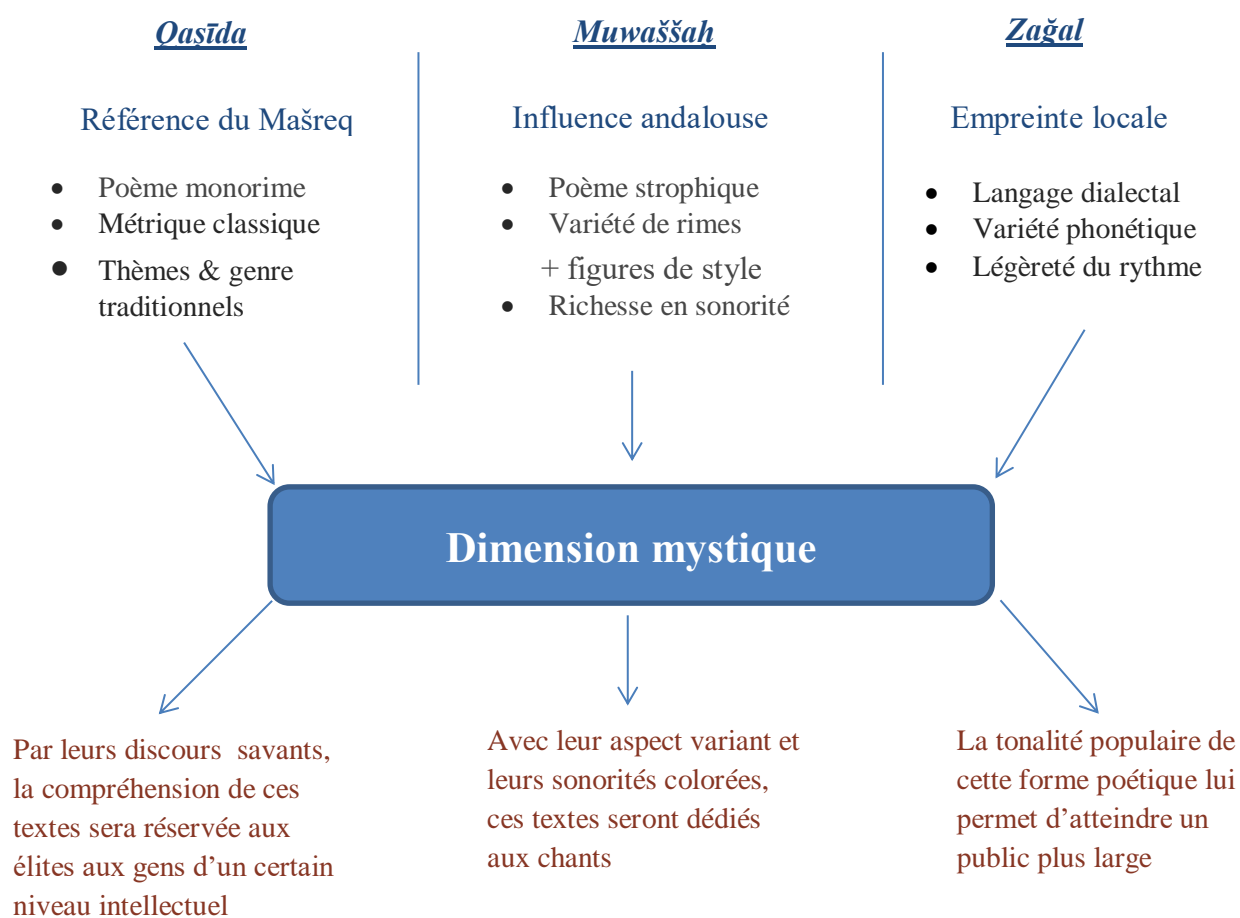 Qaṣīda
Référence du Mašreq
• Poème monorime
• Métrique classique
• Thèmes & genre
traditionnels
Muwaššaḥ
Influence andalouse
• Poème strophique
• Variété de rimes
+ figures de style
• Richesse en sonorité
Zağal
Empreinte locale
• Langage dialectal
• Variété phonétique
• Légèreté du rythme
Dimension mystique
Par leurs discours savants,
la compréhension de ces
textes sera réservée aux
élites aux gens d’un certain
niveau intellectuel
Avec leur aspect variant et
leurs sonorités colorées,
ces textes seront dédiés
aux chants
La tonalité populaire de
cette forme poétique lui
permet d’atteindre un
public plus large